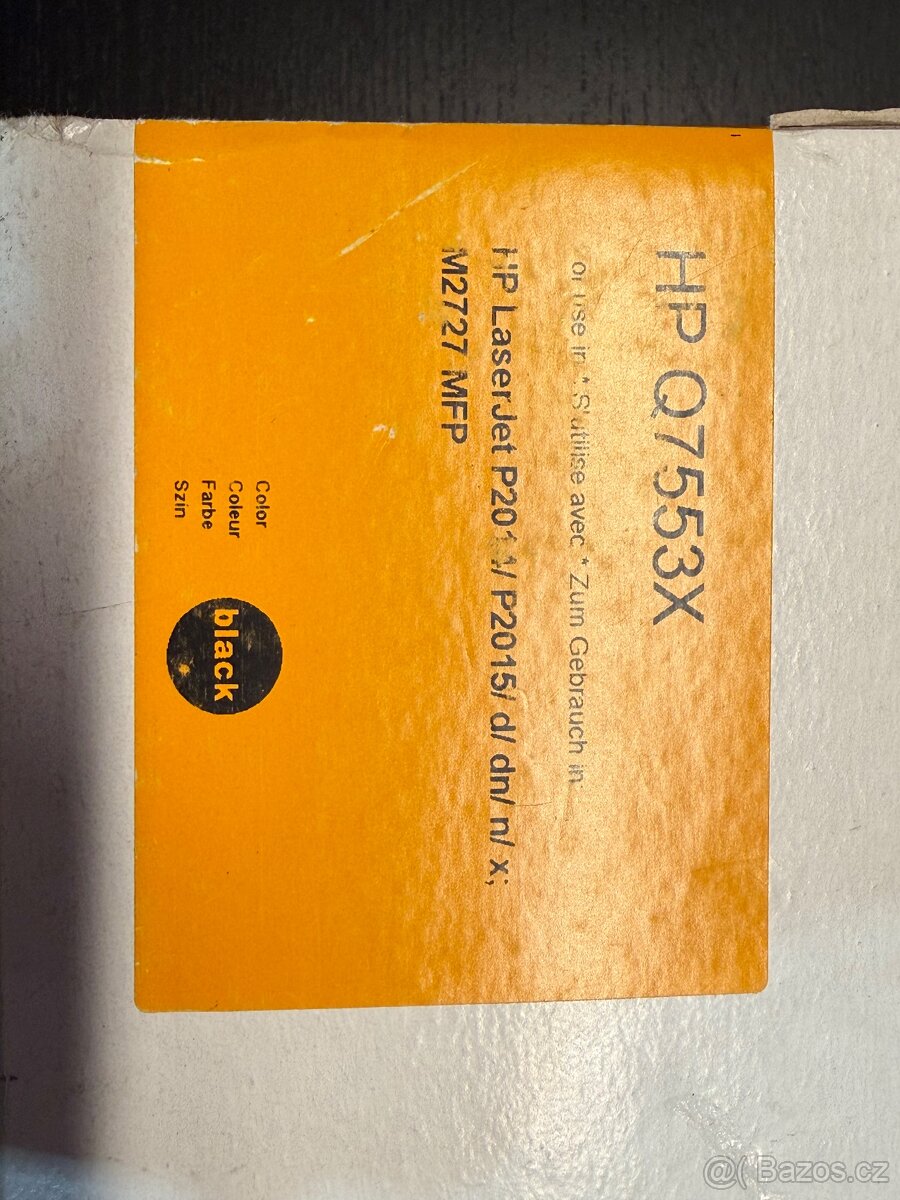 HP Q7553X
or use in * S'utilise avec * Zum Gebrauch in:
HP LaserJet P2014/ P2015/ d/ dn/ n/ x;
M2727 MFP
Color
Coleur
Farbe
Szin
black
@( Bazos.cz